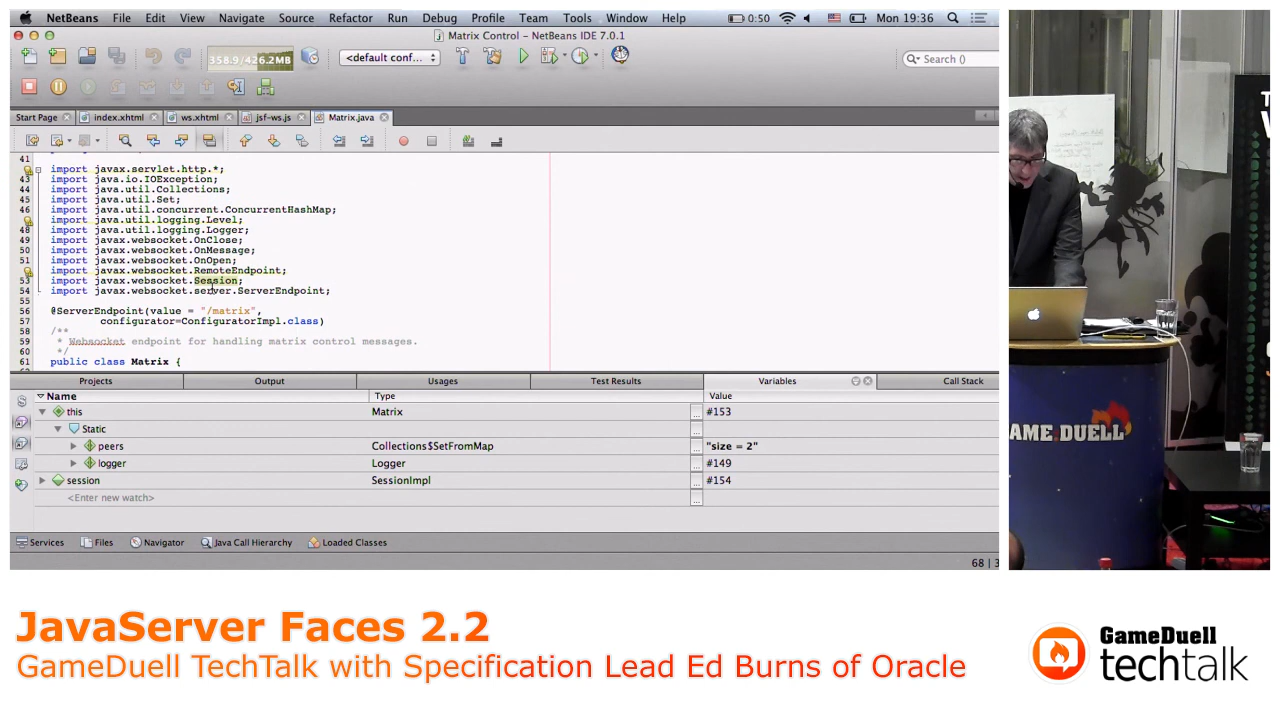 NetBeans File Edit View Navigate Source Refactor Run Debug Profile Team Tools Window Help 0:50 Mon 19:36
Matrix Control – NetBeans IDE 7.0.1
358.9/426.2MB <default conf... Search ()
Start Page index.xhtml ws.xhtml jsf-ws.js Matrix.java
41
import javax.servlet.http.*;
43 import java.io.IOException;
44 import java.util.Collections;
45 import java.util.Set;
46 import java.util.concurrent.ConcurrentHashMap;
import java.util.logging.Level;
48 import java.util.logging.Logger;
49 import javax.websocket.OnClose;
50 import javax.websocket.OnMessage;
51 import javax.websocket.OnOpen;
import javax.websocket.RemoteEndpoint;
53 import javax.websocket.Session;
54 import javax.websocket.server.ServerEndpoint;
55
56 @ServerEndpoint(value = "/matrix",
57 configurator=ConfiguratorImpl.class)
58 /**
59 * Websocket endpoint for handling matrix control messages.
60 */
61 public class Matrix {
Projects Output Usages Test Results Variables Call Stack
Name Type Value
this Matrix ... #153
Static ...
peers Collections$SetFromMap ... "size = 2"
logger Logger ... #149
session SessionImpl ... #154
<Enter new watch> ...
Services Files Navigator Java Call Hierarchy Loaded Classes
68 | 3
GAME DUELL
JavaServer Faces 2.2
GameDuell TechTalk with Specification Lead Ed Burns of Oracle
GameDuell
techtalk